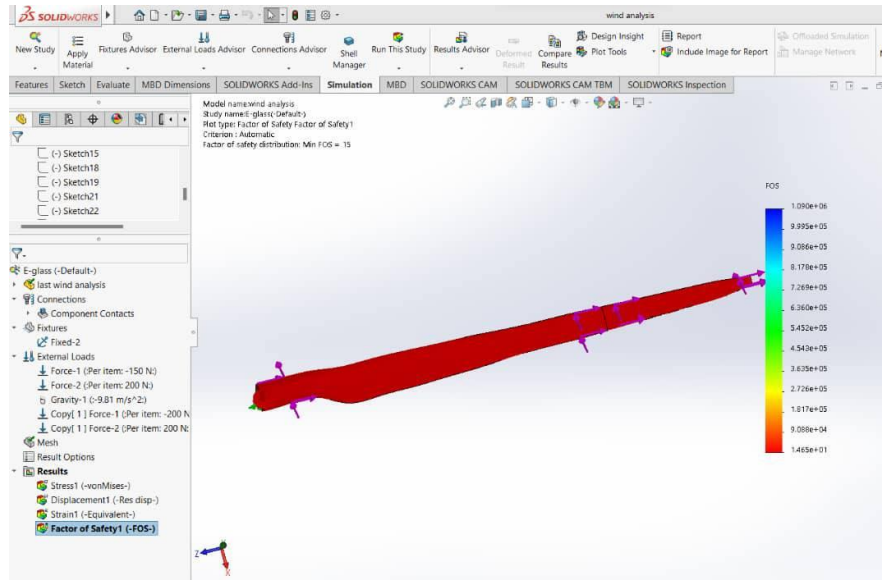 SOLIDWORKS
wind analysis
New Study
Apply
Material
Fixtures Advisor
External Loads Advisor
Connections Advisor
Shell
Manager
Run This Study
Results Advisor
Deformed
Result
Compare
Results
Design Insight
Plot Tools
Report
Include Image for Report
Offloaded Simulation
Manage Network
Features
Sketch
Evaluate
MBD Dimensions
SOLIDWORKS Add-Ins
Simulation
MBD
SOLIDWORKS CAM
SOLIDWORKS CAM TBM
SOLIDWORKS Inspection
(-) Sketch15
(-) Sketch18
(-) Sketch19
(-) Sketch21
(-) Sketch22
E-glass (-Default-)
last wind analysis
Connections
Component Contacts
Fixtures
Fixed-2
External Loads
Force-1 (:Per item: -150 N:)
Force-2 (:Per item: 200 N:)
Gravity-1 (:-9.81 m/s^2:)
Copy[ 1 ] Force-1 (:Per item: -200 N
Copy[ 1 ] Force-2 (:Per item: 200 N:
Mesh
Result Options
Results
Stress1 (-vonMises-)
Displacement1 (-Res disp-)
Strain1 (-Equivalent-)
Factor of Safety1 (-FOS-)
Model name:wind analysis
Study name:E-glass(-Default-)
Plot type: Factor of Safety Factor of Safety1
Criterion : Automatic
Factor of safety distribution: Min FOS = 15
FOS
1.090e+06
9.995e+05
9.086e+05
8.178e+05
7.269e+05
6.360e+05
5.452e+05
4.543e+05
3.635e+05
2.726e+05
1.817e+05
9.088e+04
1.465e+01
Z
X